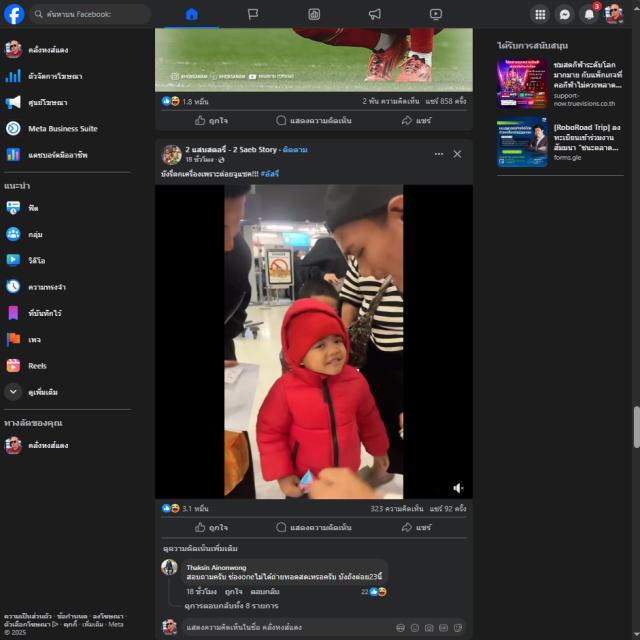 ค้นหาบน Facebook:
3
คลั่งหงส์แดง
ตัวจัดการโฆษณา
ศูนย์โฆษณา
Meta Business Suite
แดชบอร์ดมืออาชีพ
แนะนำ
ฟีด
กลุ่ม
วิดีโอ
ความทรงจำ
ที่บันทึกไว้
เพจ
Reels
ดูเพิ่มเติม
ทางลัดของคุณ
คลั่งหงส์แดง
ความเป็นส่วนตัว · ข้อกำหนด · ลงโฆษณา ·
ตัวเลือกโฆษณา · คุกกี้ · เพิ่มเติม · Meta
© 2025
1.8 หมื่น
2 พัน ความคิดเห็น แชร์ 858 ครั้ง
ถูกใจ
แสดงความคิดเห็น
แชร์
2 แสบสตอรี่ - 2 Saeb Story · ติดตาม
18 ชั่วโมง ·
บังรี่ตกเครื่องเพราะต่อยจูแซค!!! #อัสรี่
3.1 หมื่น
323 ความคิดเห็น แชร์ 92 ครั้ง
ถูกใจ
แสดงความคิดเห็น
แชร์
ดูความคิดเห็นเพิ่มเติม
Thaksin Ainonwong
สอบถามครับ ช่องoneไม่ได้ถ่ายทอดสดเหรอครับ บังถังต่อย23นี้
18 ชั่วโมง ถูกใจ ตอบกลับ
22
ดูการตอบกลับทั้ง 8 รายการ
แสดงความคิดเห็นในชื่อ คลั่งหงส์แดง
ได้รับการสนับสนุน
ชมสดกีฬาระดับโลก
มากมาย กับแพ็กเกจที่
คอกีฬาไม่ควรพลาด...
support-
now.truevisions.co.th
[RoboRoad Trip] ลง
ทะเบียนเข้าร่วมงาน
สัมมนา "ชนะตลาด...
forms.gle